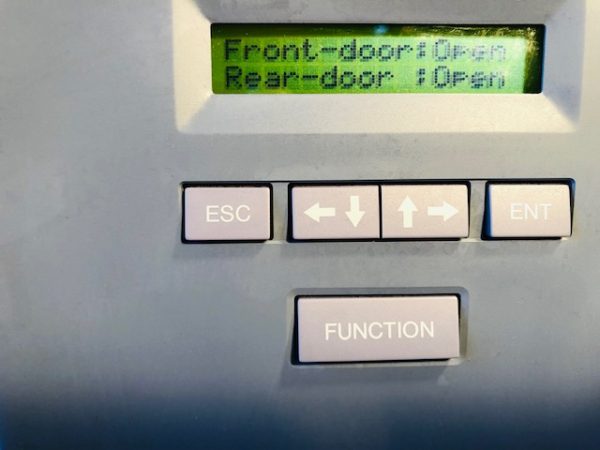 Front-door:Open
Rear-door :Open
ESC ←↓ ↑→ ENT
FUNCTION